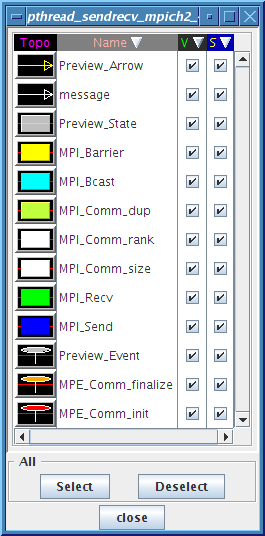 pthread_sendrecv_mpich2_
Topo Name V S
Preview_Arrow
message
Preview_State
MPI_Barrier
MPI_Bcast
MPI_Comm_dup
MPI_Comm_rank
MPI_Comm_size
MPI_Recv
MPI_Send
Preview_Event
MPE_Comm_finalize
MPE_Comm_init
All
Select Deselect
close